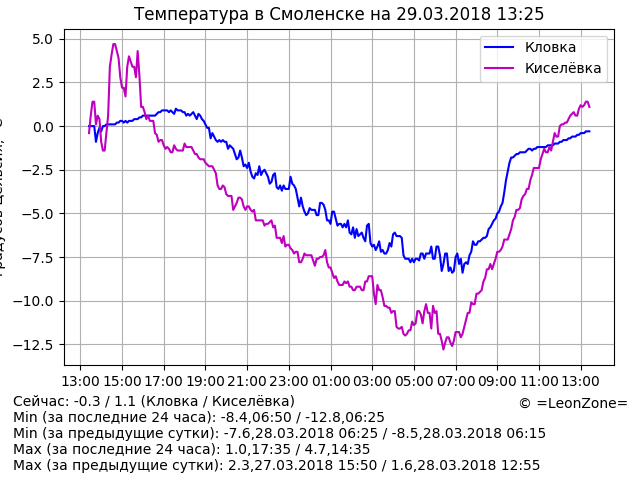 Температура в Смоленске на 29.03.2018 13:25
Кловка
Киселёвка
5.0
2.5
0.0
−2.5
−5.0
−7.5
−10.0
−12.5
13:00 15:00 17:00 19:00 21:00 23:00 01:00 03:00 05:00 07:00 09:00 11:00 13:00
Сейчас: -0.3 / 1.1 (Кловка / Киселёвка)
© =LeonZone=
Min (за последние 24 часа): -8.4,06:50 / -12.8,06:25
Min (за предыдущие сутки): -7.6,28.03.2018 06:25 / -8.5,28.03.2018 06:15
Max (за последние 24 часа): 1.0,17:35 / 4.7,14:35
Max (за предыдущие сутки): 2.3,27.03.2018 15:50 / 1.6,28.03.2018 12:55